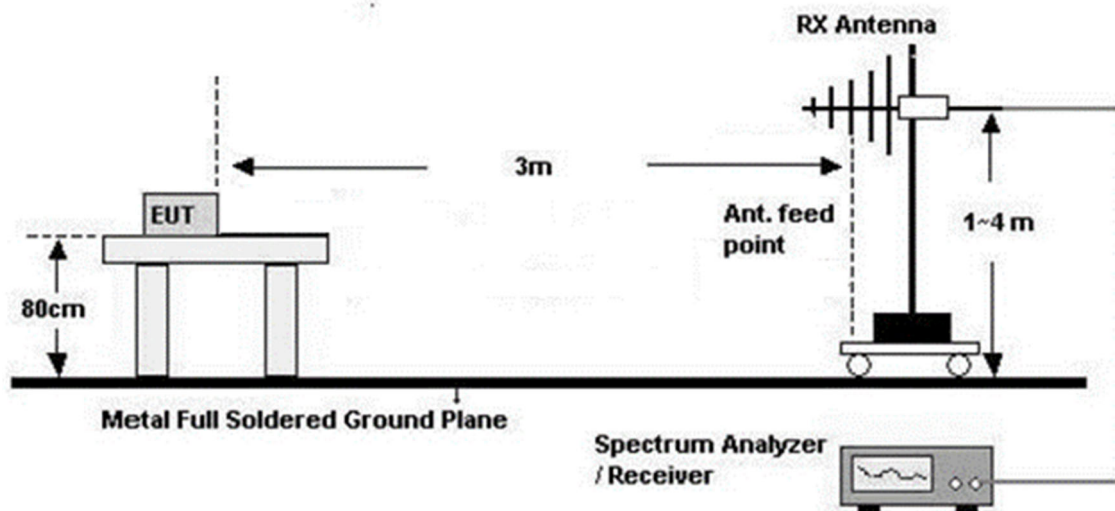 RX Antenna
3m
EUT
Ant. feed
point
1~4 m
80cm
Metal Full Soldered Ground Plane
Spectrum Analyzer
/ Receiver